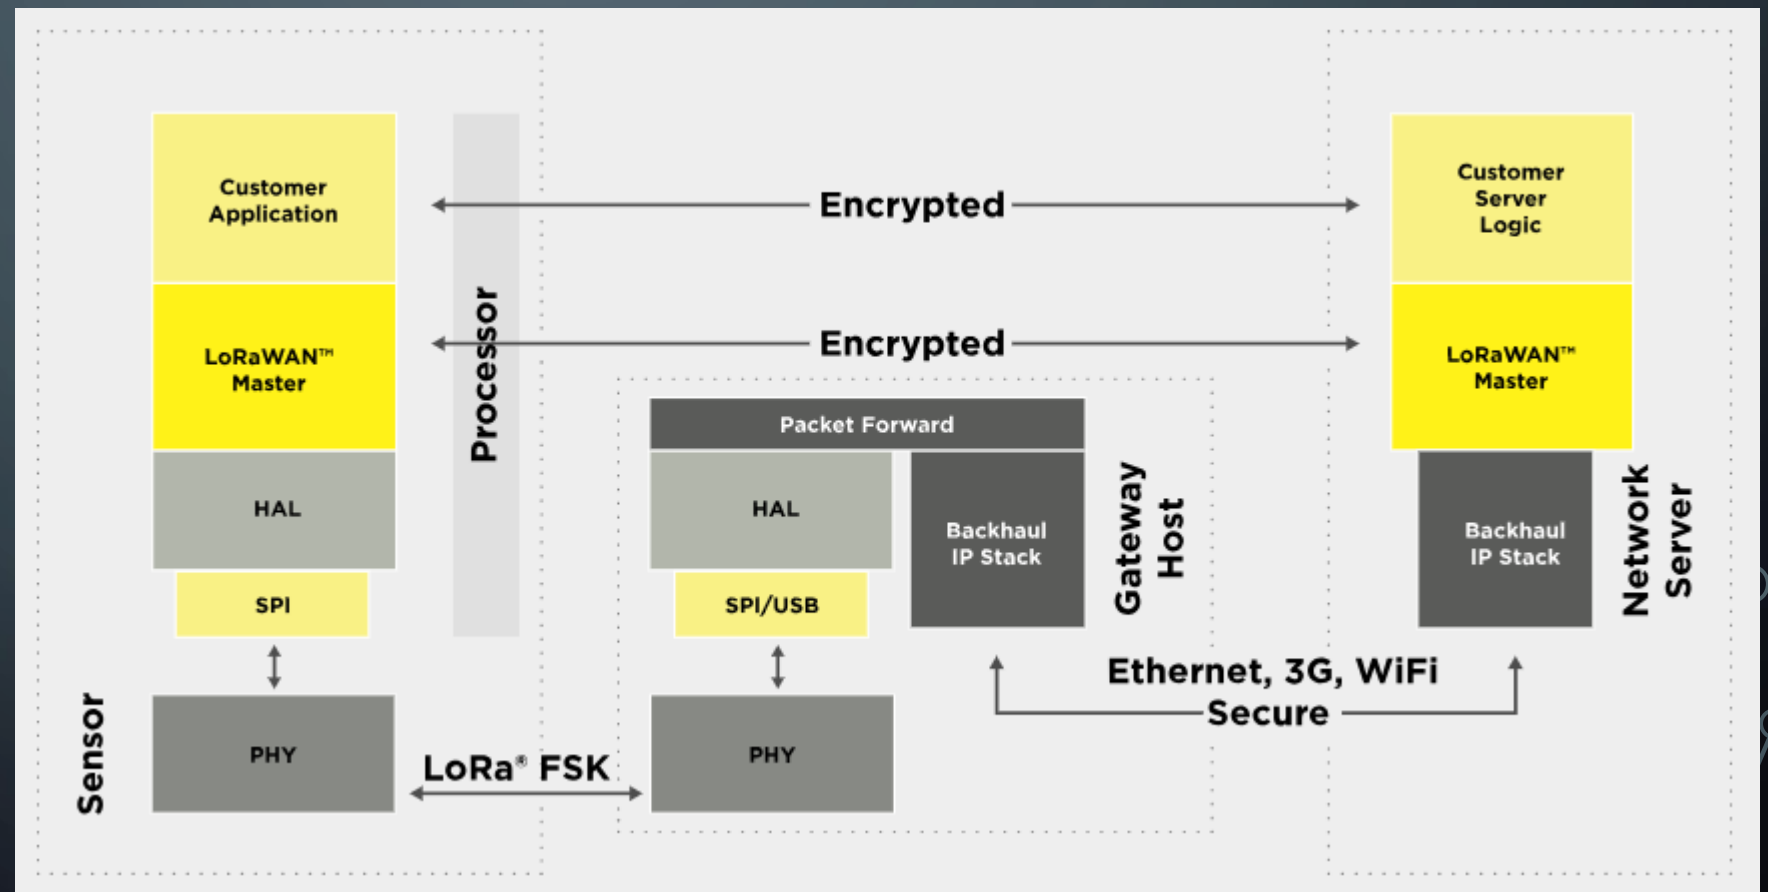 Customer
Application
LoRaWAN™
Master
HAL
SPI
PHY
Sensor
Processor
Encrypted
Encrypted
LoRa® FSK
Packet Forward
HAL
SPI/USB
PHY
Backhaul
IP Stack
Gateway
Host
Ethernet, 3G, WiFi
Secure
Customer
Server
Logic
LoRaWAN™
Master
Backhaul
IP Stack
Network
Server